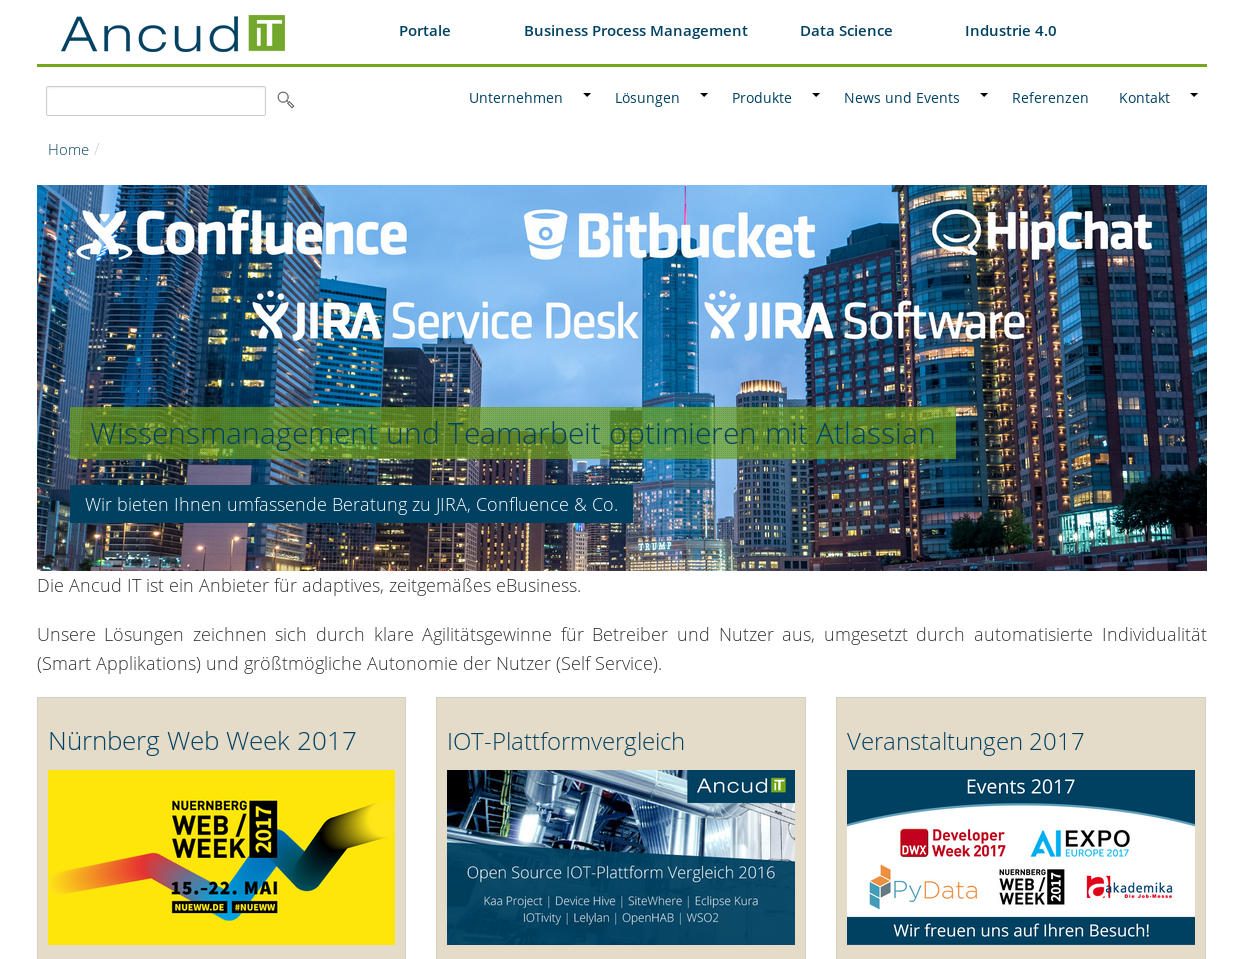 Ancud IT
Portale
Business Process Management
Data Science
Industrie 4.0
Unternehmen
Lösungen
Produkte
News und Events
Referenzen
Kontakt
Home /
Confluence
Bitbucket
HipChat
JIRA Service Desk
JIRA Software
Wissensmanagement und Teamarbeit optimieren mit Atlassian.
Wir bieten Ihnen umfassende Beratung zu JIRA, Confluence & Co.
TRUMP
Die Ancud IT ist ein Anbieter für adaptives, zeitgemäßes eBusiness.
Unsere Lösungen zeichnen sich durch klare Agilitätsgewinne für Betreiber und Nutzer aus, umgesetzt durch automatisierte Individualität
(Smart Applikations) und größtmögliche Autonomie der Nutzer (Self Service).
Nürnberg Web Week 2017
NUERNBERG
WEB/
WEEK
2017
15.–22. MAI
NUEWW.DE
#NUEWW
IOT-Plattformvergleich
Ancud IT
Open Source IOT-Plattform Vergleich 2016
Kaa Project | Device Hive | SiteWhere | Eclipse Kura
IOTivity | Lelylan | OpenHAB | WSO2
Veranstaltungen 2017
Events 2017
DWX
Developer
Week 2017
AI EXPO
EUROPE 2017
PyData
NUERNBERG
WEB/
WEEK
2017
akademika
Die Job-Messe
Wir freuen uns auf Ihren Besuch!